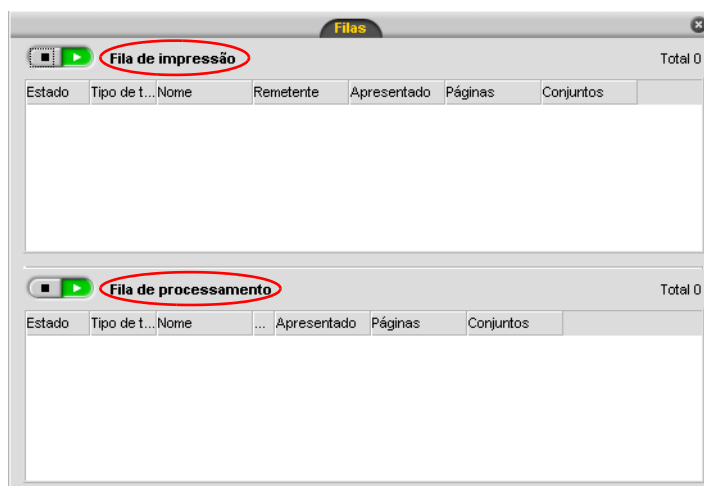 Filas
Fila de impressão Total 0
Estado Tipo de t... Nome Remetente Apresentado Páginas Conjuntos
Fila de processamento Total 0
Estado Tipo de t... Nome ... Apresentado Páginas Conjuntos